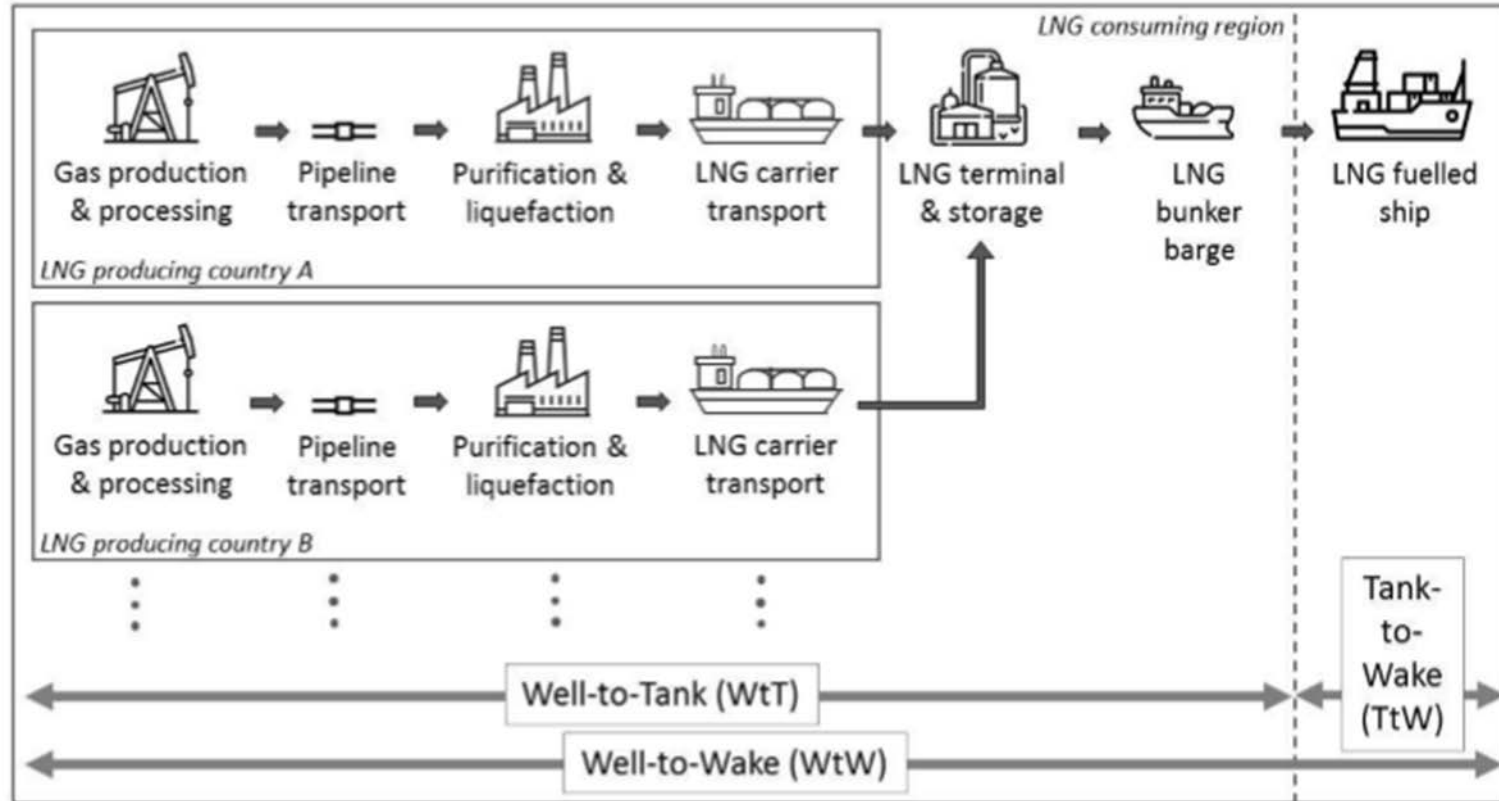 LNG consuming region
Gas production
& processing
Pipeline
transport
Purification &
liquefaction
LNG carrier
transport
LNG terminal
& storage
LNG
bunker
barge
LNG fuelled
ship
LNG producing country A
Gas production
& processing
Pipeline
transport
Purification &
liquefaction
LNG carrier
transport
LNG producing country B
Well-to-Tank (WtT)
Tank-
to-
Wake
(TtW)
Well-to-Wake (WtW)